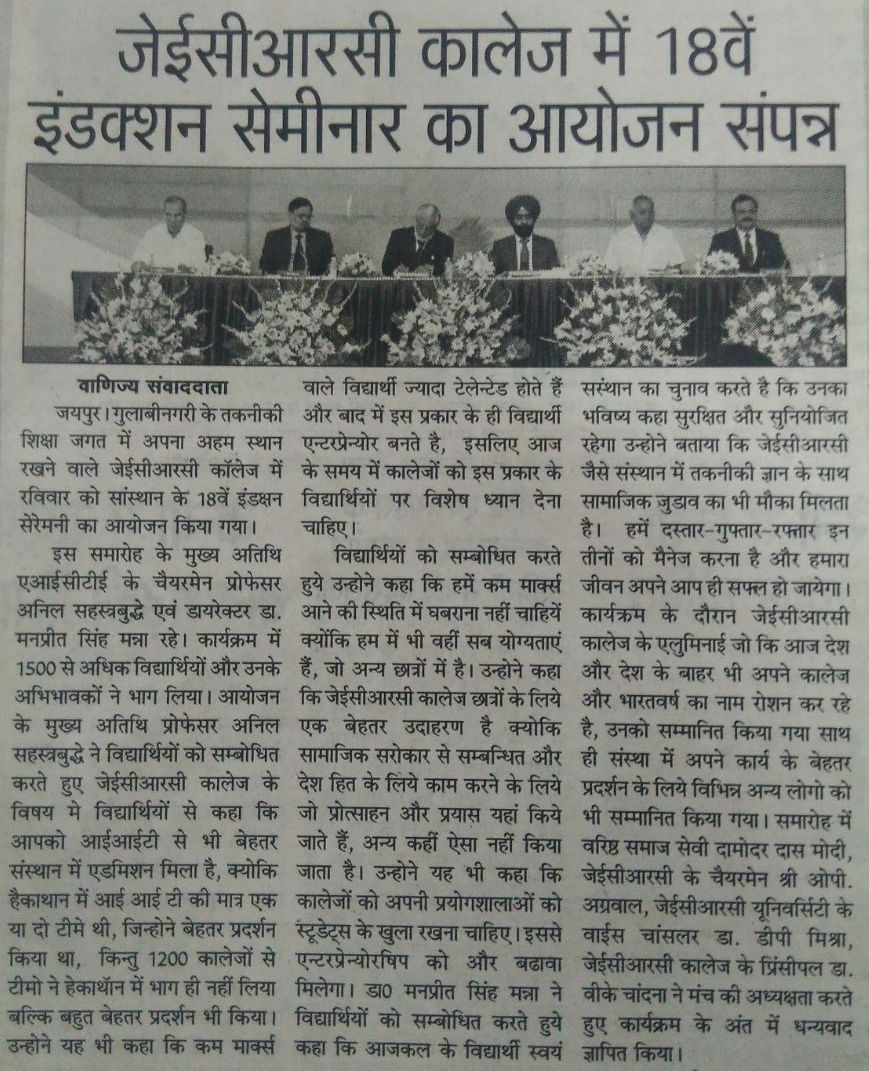 जेईसीआरसी कालेज में 18वें
इंडक्शन सेमीनार का आयोजन संपन्न
वाणिज्य संवाददाता
जयपुर। गुलाबीनगरी के तकनीकी
शिक्षा जगत में अपना अहम स्थान
रखने वाले जेईसीआरसी कॉलेज में
रविवार को सांस्थान के 18वें इंडक्षन
सेरेमनी का आयोजन किया गया।
इस समारोह के मुख्य अतिथि
एआईसीटीई के चैयरमेन प्रोफेसर
अनिल सहस्त्रबुद्धे एवं डायरेक्टर डा.
मनप्रीत सिंह मन्ना रहे। कार्यक्रम में
1500 से अधिक विद्यार्थियों और उनके
अभिभावकों ने भाग लिया। आयोजन
के मुख्य अतिथि प्रोफेसर अनिल
सहस्त्रबुद्धे ने विद्यार्थियों को सम्बोधित
करते हुए जेईसीआरसी कालेज के
विषय मे विद्यार्थियों से कहा कि
आपको आईआईटी से भी बेहतर
संस्थान में एडमिशन मिला है, क्योकि
हैकाथान में आई आई टी की मात्र एक
या दो टीमे थी, जिन्होने बेहतर प्रदर्शन
किया था, किन्तु 1200 कालेजों से
टीमो ने हेकाथॅान में भाग ही नहीं लिया
बल्कि बहुत बेहतर प्रदर्शन भी किया।
उन्होने यह भी कहा कि कम मार्क्स
वाले विद्यार्थी ज्यादा टेलेन्टेड होते हैं
और बाद में इस प्रकार के ही विद्यार्थी
एन्टरप्रेन्योर बनते है, इसलिए आज
के समय में कालेजों को इस प्रकार के
विद्यार्थियों पर विशेष ध्यान देना
चाहिए।
विद्यार्थियों को सम्बोधित करते
हुये उन्होने कहा कि हमें कम मार्क्स
आने की स्थिति में घबराना नहीं चाहियें
क्योंकि हम में भी वहीं सब योग्यताएं
हैं, जो अन्य छात्रों में है। उन्होने कहा
कि जेईसीआरसी कालेज छात्रों के लिये
एक बेहतर उदाहरण है क्योकि
सामाजिक सरोकार से सम्बन्धित और
देश हित के लिये काम करने के लिये
जो प्रोत्साहन और प्रयास यहां किये
जाते हैं, अन्य कहीं ऐसा नहीं किया
जाता है। उन्होने यह भी कहा कि
कालेजों को अपनी प्रयोगशालाओं को
स्टूडेट्स के खुला रखना चाहिए। इससे
एन्टरप्रेन्योरषिप को और बढावा
मिलेगा। डा0 मनप्रीत सिंह मन्ना ने
विद्यार्थियों को सम्बोधित करते हुये
कहा कि आजकल के विद्यार्थी स्वयं
सस्थान का चुनाव करते है कि उनका
भविष्य कहा सुरक्षित और सुनियोजित
रहेगा उन्होने बताया कि जेईसीआरसी
जैसे संस्थान में तकनीकी ज्ञान के साथ
सामाजिक जुडाव का भी मौका मिलता
है। हमें दस्तार-गुफ्तार-रफ्तार इन
तीनों को मैनेज करना है और हमारा
जीवन अपने आप ही सफ्ल हो जायेगा।
कार्यक्रम के दौरान जेईसीआरसी
कालेज के एलुमिनाई जो कि आज देश
और देश के बाहर भी अपने कालेज
और भारतवर्ष का नाम रोशन कर रहे
है, उनको सम्मानित किया गया साथ
ही संस्था में अपने कार्य के बेहतर
प्रदर्शन के लिये विभिन्न अन्य लोगो को
भी सम्मानित किया गया। समारोह में
वरिष्ठ समाज सेवी दामोदर दास मोदी,
जेईसीआरसी के चैयरमेन श्री ओपी.
अग्रवाल, जेईसीआरसी यूनिवर्सिटी के
वाईस चांसलर डा. डीपी मिश्रा,
जेईसीआरसी कालेज के प्रिंसीपल डा.
वीके चांदना ने मंच की अध्यक्षता करते
हुए कार्यक्रम के अंत में धन्यवाद
ज्ञापित किया।